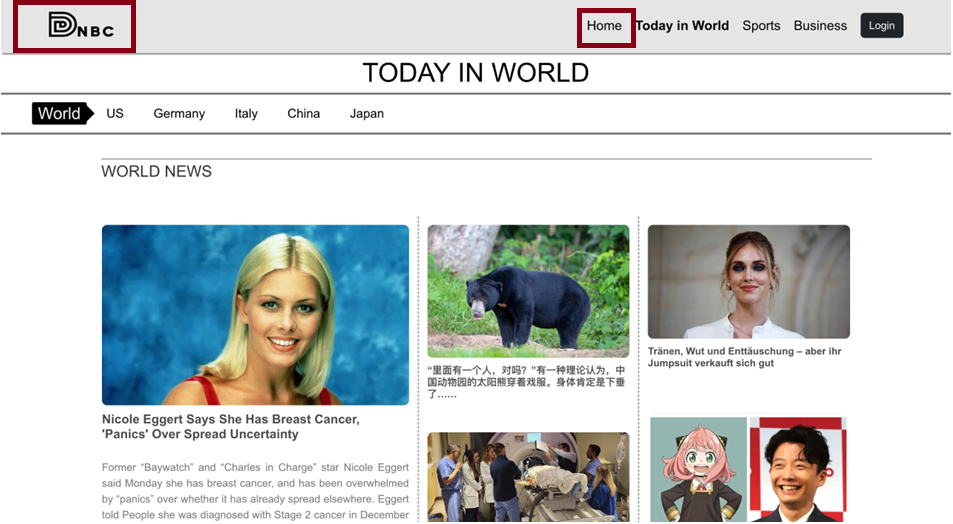 DNBC
Home Today in World Sports Business Login
TODAY IN WORLD
World US Germany Italy China Japan
WORLD NEWS
Nicole Eggert Says She Has Breast Cancer,
'Panics' Over Spread Uncertainty
Former “Baywatch” and “Charles in Charge” star Nicole Eggert
said Monday she has breast cancer, and has been overwhelmed
by “panics” over whether it has already spread elsewhere. Eggert
told People she was diagnosed with Stage 2 cancer in December
“里面有一个人，对吗？”有一种理论认为，中
国动物园的太阳熊穿着戏服。身体肯定是下垂
了……
Tränen, Wut und Enttäuschung – aber ihr
Jumpsuit verkauft sich gut